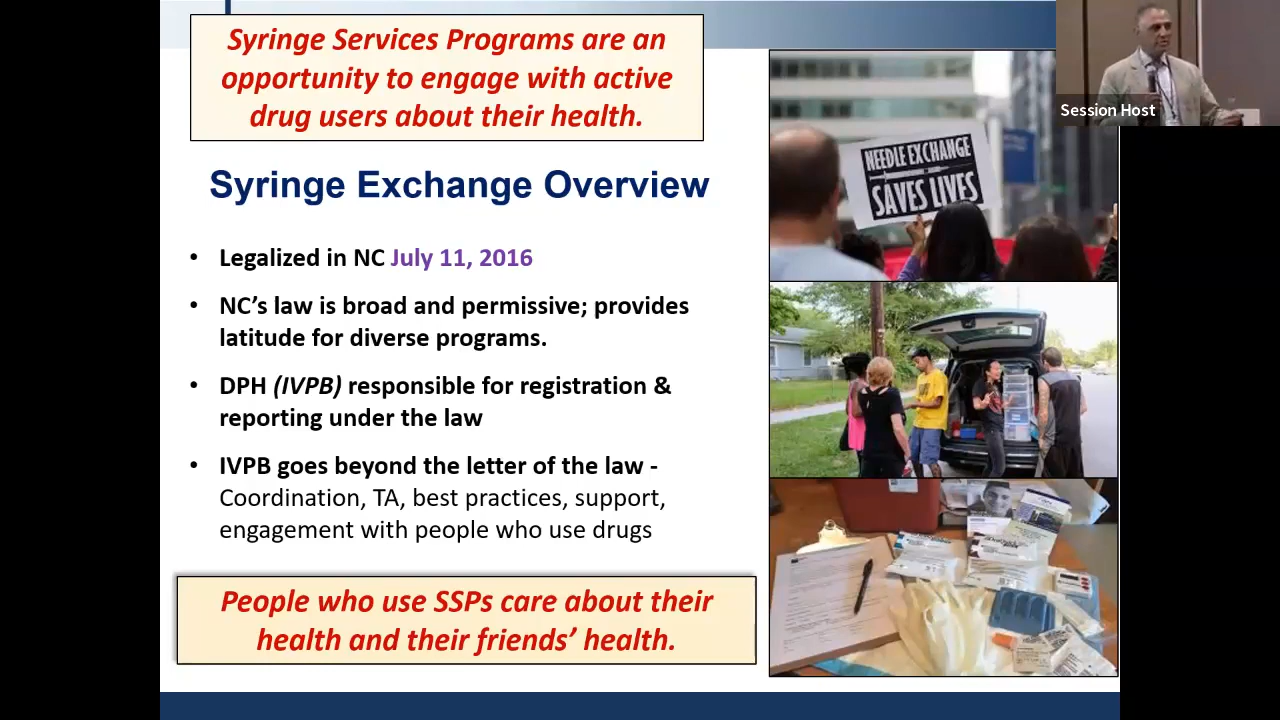 Syringe Services Programs are an
opportunity to engage with active
drug users about their health.
Session Host
Syringe Exchange Overview
NEEDLE EXCHANGE
SAVES LIVES
• Legalized in NC July 11, 2016
• NC’s law is broad and permissive; provides
latitude for diverse programs.
• DPH (IVPB) responsible for registration &
reporting under the law
• IVPB goes beyond the letter of the law -
Coordination, TA, best practices, support,
engagement with people who use drugs
People who use SSPs care about their
health and their friends’ health.